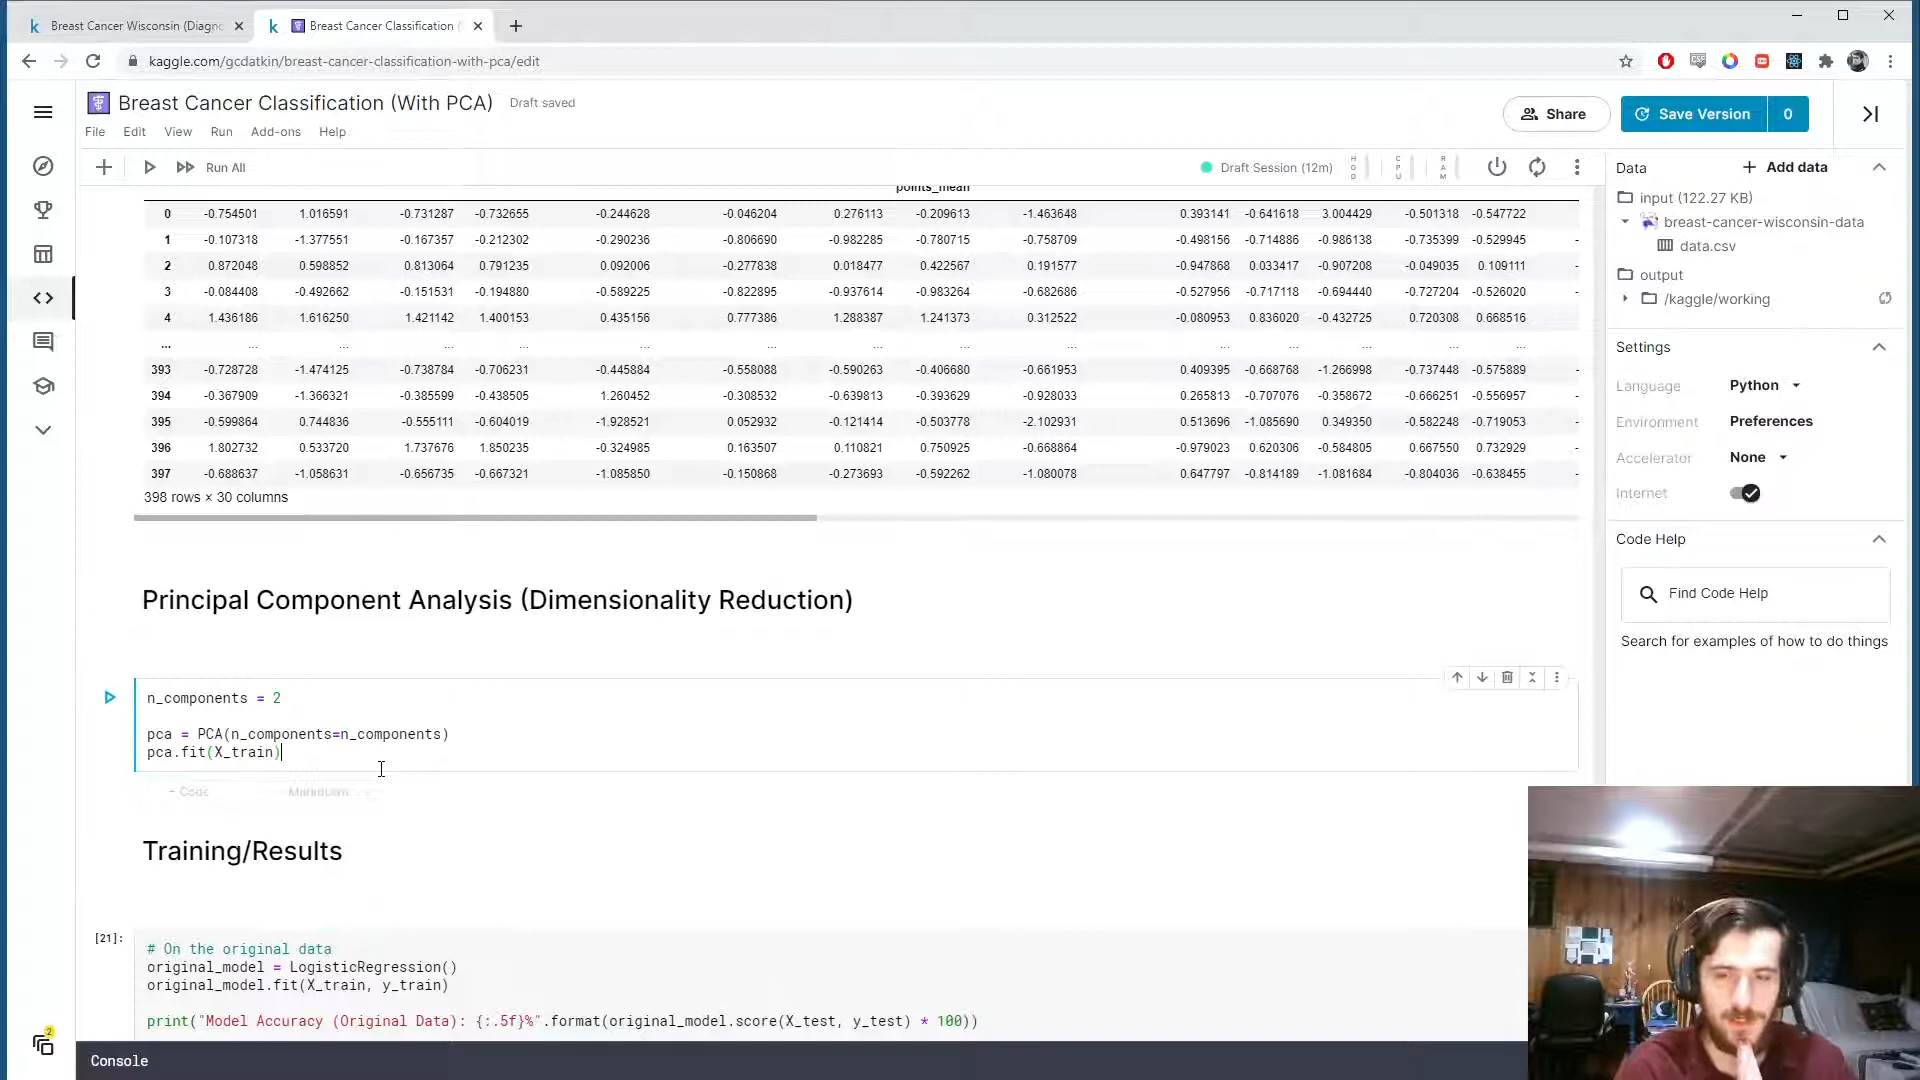 Breast Cancer Wisconsin (Diagno
Breast Cancer Classification (
kaggle.com/gcdatkin/breast-cancer-classification-with-pca/edit
Breast Cancer Classification (With PCA)
Draft saved
Share
Save Version
0
File Edit View Run Add-ons Help
Run All
Draft Session (12m)
HDD
CPU
RAM
points_mean
0 -0.754501 1.016591 -0.731287 -0.732655 -0.244628 -0.046204 0.276113 -0.209613 -1.463648 0.393141 -0.641618 3.004429 -0.501318 -0.547722
1 -0.107318 -1.377551 -0.167357 -0.212302 -0.290236 -0.806690 -0.982285 -0.780715 -0.758709 -0.498156 -0.714886 -0.986138 -0.735399 -0.529945 -
2 0.872048 0.598852 0.813064 0.791235 0.092006 -0.277838 0.018477 0.422567 0.191577 -0.947868 0.033417 -0.907208 -0.049035 0.109111 -
3 -0.084408 -0.492662 -0.151531 -0.194880 -0.589225 -0.822895 -0.937614 -0.983264 -0.682686 -0.527956 -0.717118 -0.694440 -0.727204 -0.526020 -
4 1.436186 1.616250 1.421142 1.400153 0.435156 0.777386 1.288387 1.241373 0.312522 -0.080953 0.836020 -0.432725 0.720308 0.668516
... ... ... ... ... ... ... ... ... ... ... ... ... ... ...
393 -0.728728 -1.474125 -0.738784 -0.706231 -0.445884 -0.558088 -0.590263 -0.406680 -0.661953 0.409395 -0.668768 -1.266998 -0.737448 -0.575889 -
394 -0.367909 -1.366321 -0.385599 -0.438505 1.260452 -0.308532 -0.639813 -0.393629 -0.928033 0.265813 -0.707076 -0.358672 -0.666251 -0.556957 -
395 -0.599864 0.744836 -0.555111 -0.604019 -1.928521 0.052932 -0.121414 -0.503778 -2.102931 0.513696 -1.085690 0.349350 -0.582248 -0.719053 -
396 1.802732 0.533720 1.737676 1.850235 -0.324985 0.163507 0.110821 0.750925 -0.668864 -0.979023 0.620306 -0.584805 0.667550 0.732929 -
397 -0.688637 -1.058631 -0.656735 -0.667321 -1.085850 -0.150868 -0.273693 -0.592262 -1.080078 0.647797 -0.814189 -1.081684 -0.804036 -0.638455 -
398 rows × 30 columns
Principal Component Analysis (Dimensionality Reduction)
n_components = 2
pca = PCA(n_components=n_components)
pca.fit(X_train)
+ Code
Markdown
Training/Results
[21]:
# On the original data
original_model = LogisticRegression()
original_model.fit(X_train, y_train)
print("Model Accuracy (Original Data): {:.5f}%".format(original_model.score(X_test, y_test) * 100))
Console
2
Data
+ Add data
input (122.27 KB)
breast-cancer-wisconsin-data
data.csv
output
/kaggle/working
Settings
Language Python
Environment Preferences
Accelerator None
Internet
Code Help
Find Code Help
Search for examples of how to do things